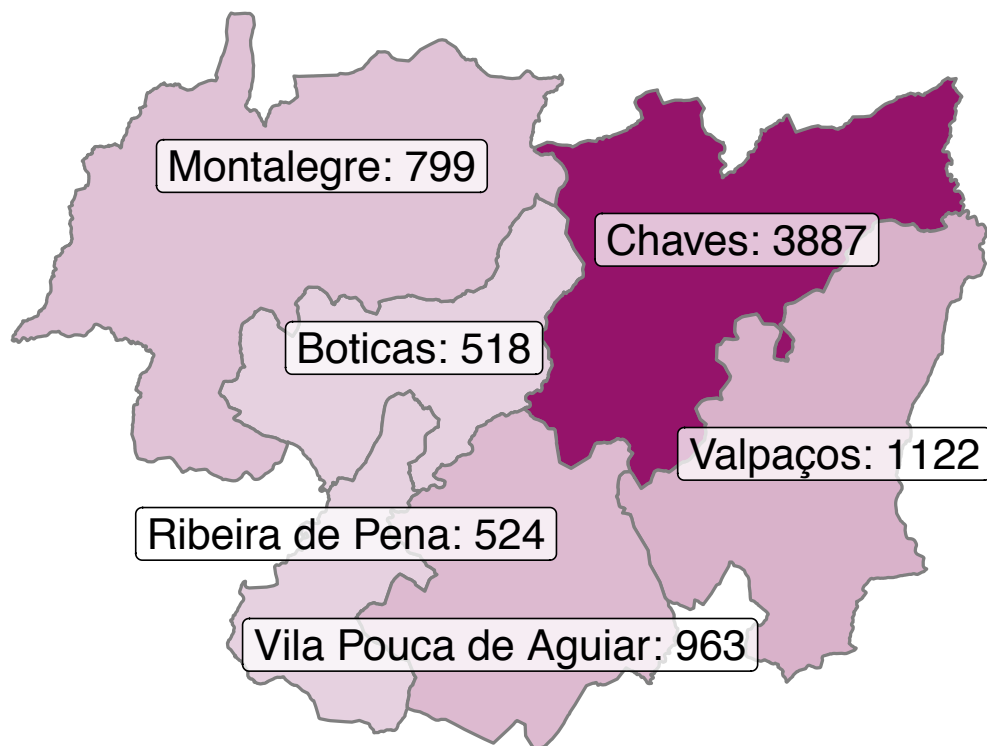 Montalegre: 799
Chaves: 3887
Boticas: 518
Valpaços: 1122
Ribeira de Pena: 524
Vila Pouca de Aguiar: 963